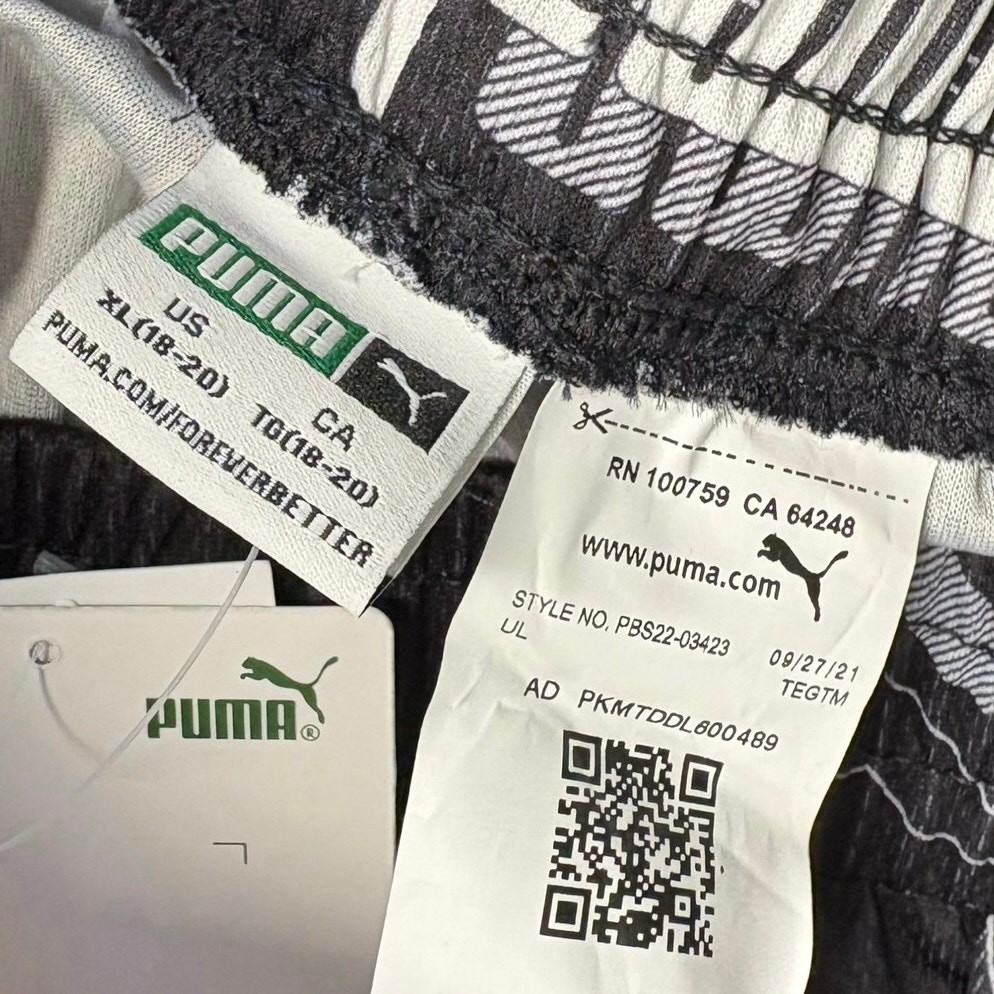 PUMA
US
XL(18-20)
CA
TG(18-20)
PUMA.COM/FOREVERBETTER
RN 100759 CA 64248
www.puma.com
STYLE NO. PBS22-03423
UL
09/27/21
TEGTM
AD PKMTDDL600489
PUMA®